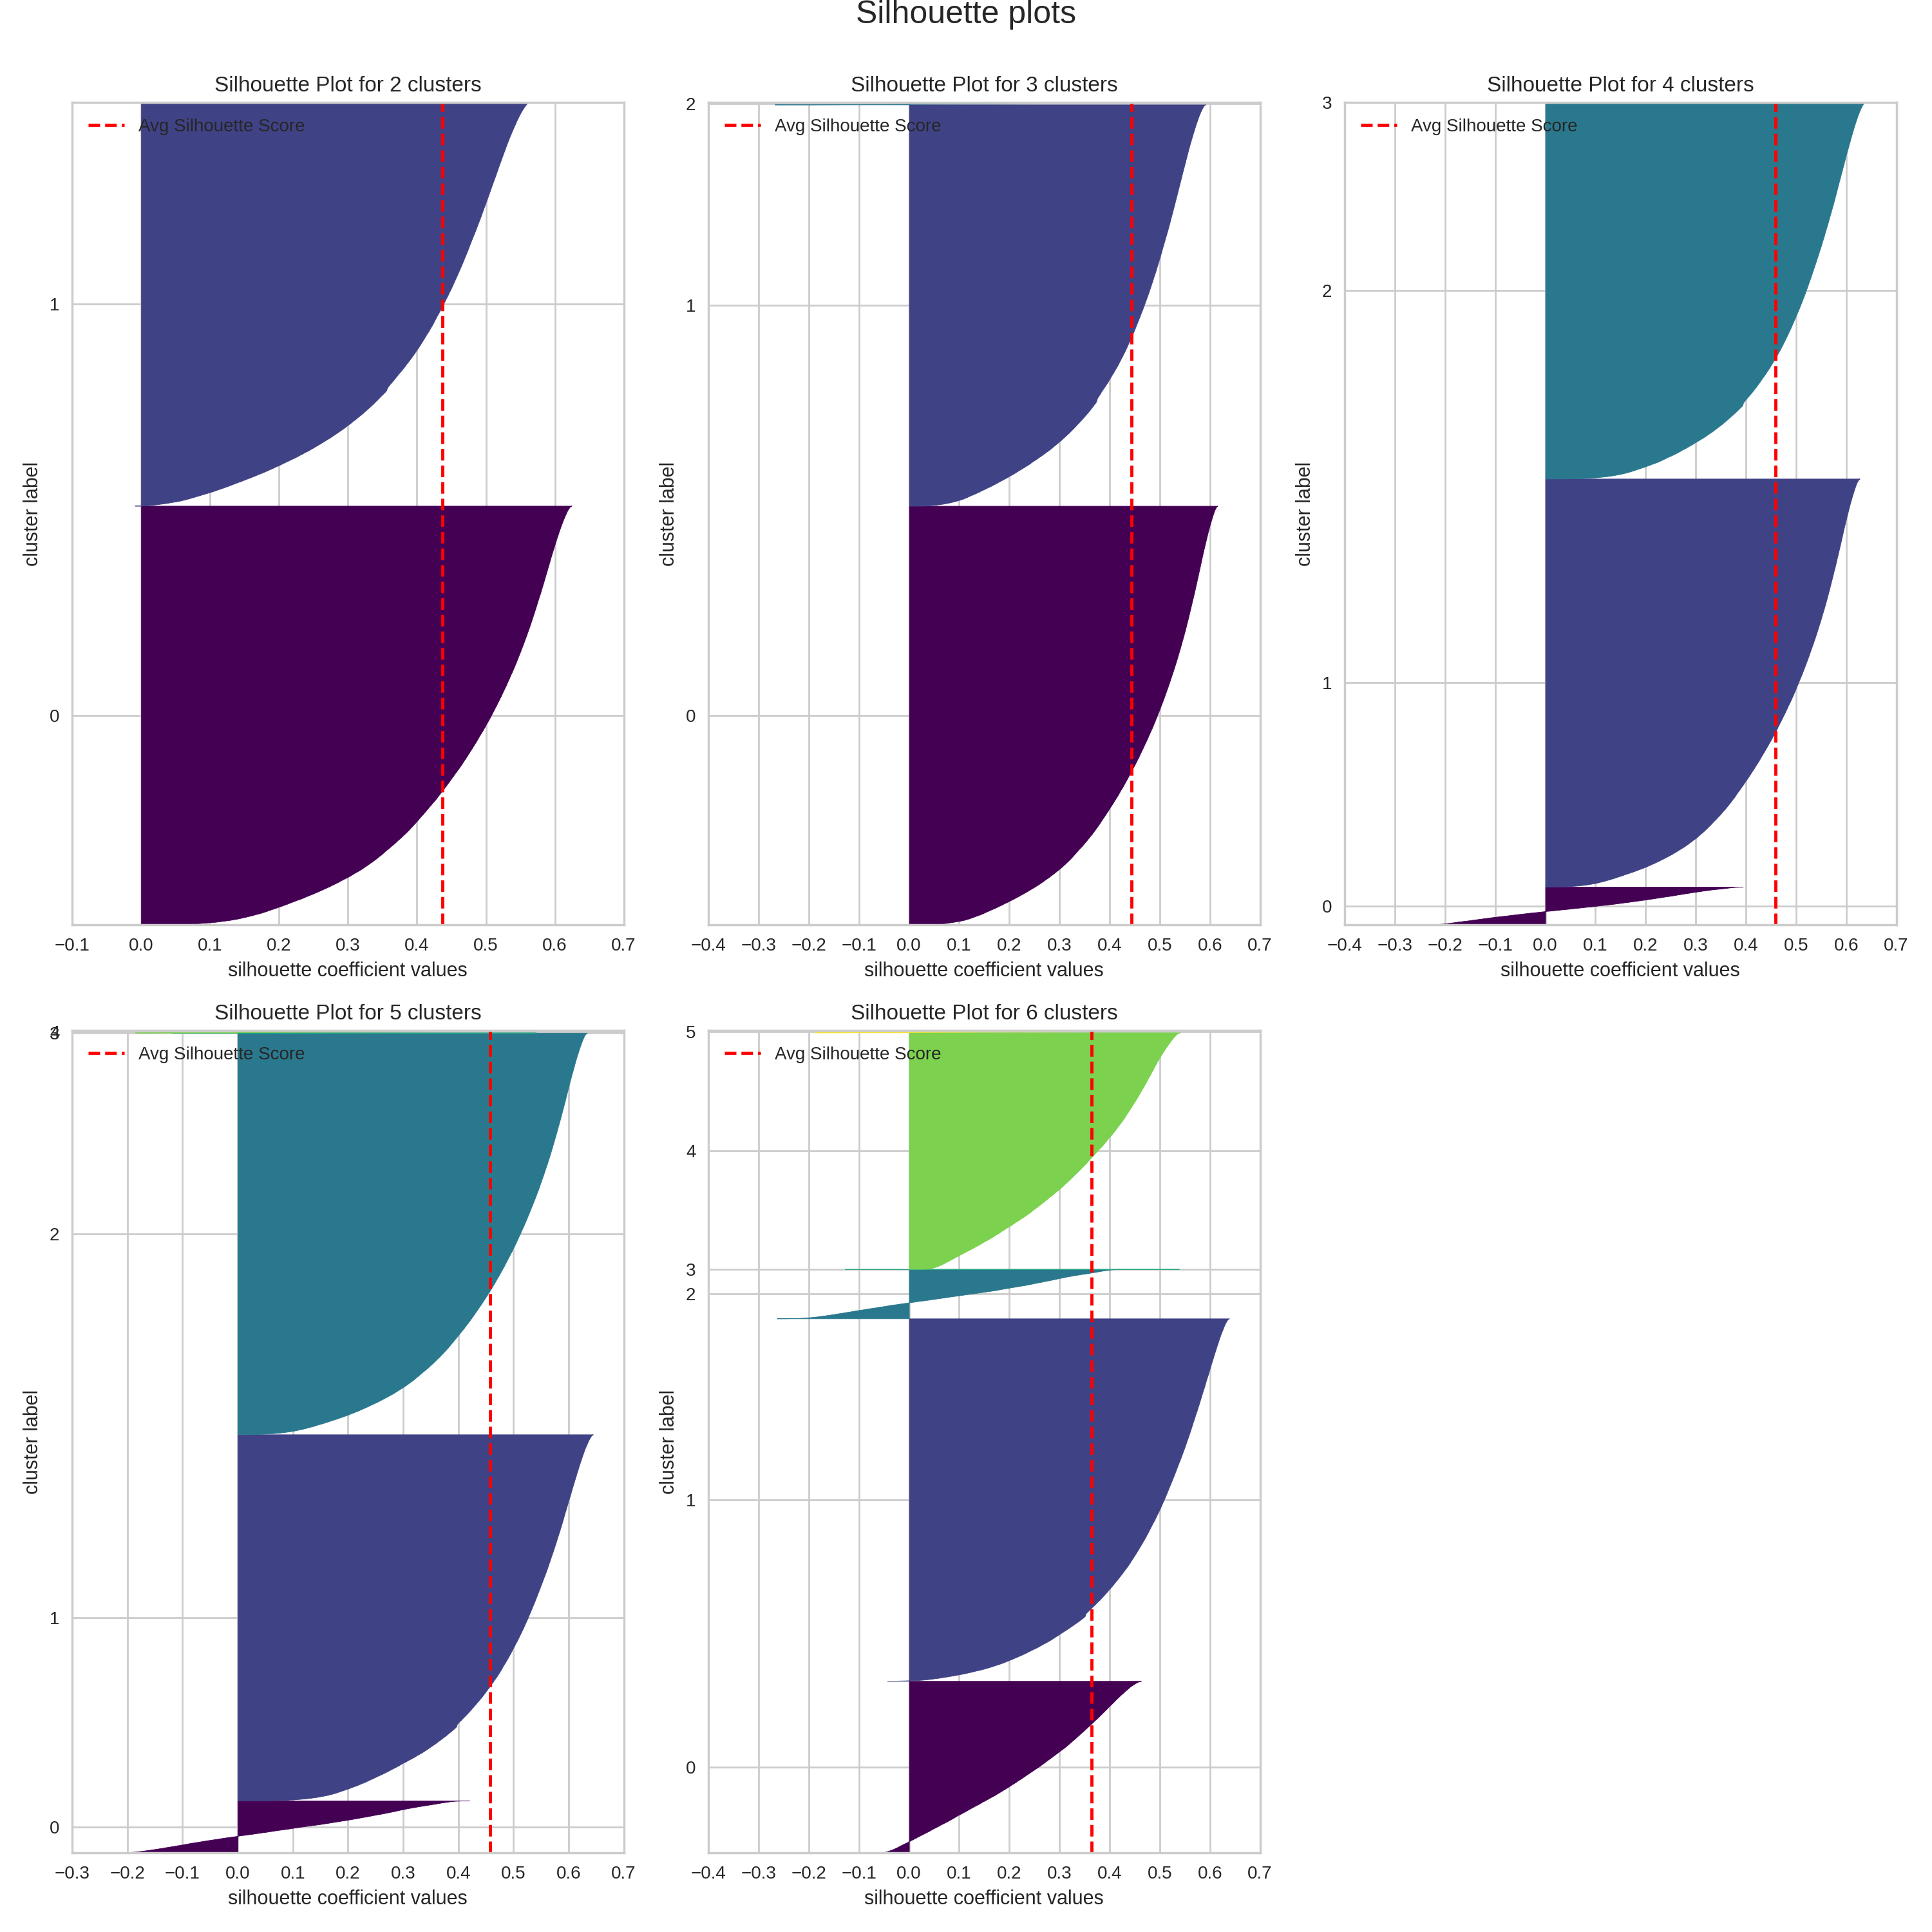 Silhouette plots
Silhouette Plot for 2 clusters
Avg Silhouette Score
1
0
cluster label
−0.1 0.0 0.1 0.2 0.3 0.4 0.5 0.6 0.7
silhouette coefficient values
Silhouette Plot for 3 clusters
Avg Silhouette Score
2
1
0
cluster label
−0.4 −0.3 −0.2 −0.1 0.0 0.1 0.2 0.3 0.4 0.5 0.6 0.7
silhouette coefficient values
Silhouette Plot for 4 clusters
Avg Silhouette Score
3
2
1
0
cluster label
−0.4 −0.3 −0.2 −0.1 0.0 0.1 0.2 0.3 0.4 0.5 0.6 0.7
silhouette coefficient values
Silhouette Plot for 5 clusters
Avg Silhouette Score
4
3
2
1
0
cluster label
−0.3 −0.2 −0.1 0.0 0.1 0.2 0.3 0.4 0.5 0.6 0.7
silhouette coefficient values
Silhouette Plot for 6 clusters
Avg Silhouette Score
5
4
3
2
1
0
cluster label
−0.4 −0.3 −0.2 −0.1 0.0 0.1 0.2 0.3 0.4 0.5 0.6 0.7
silhouette coefficient values